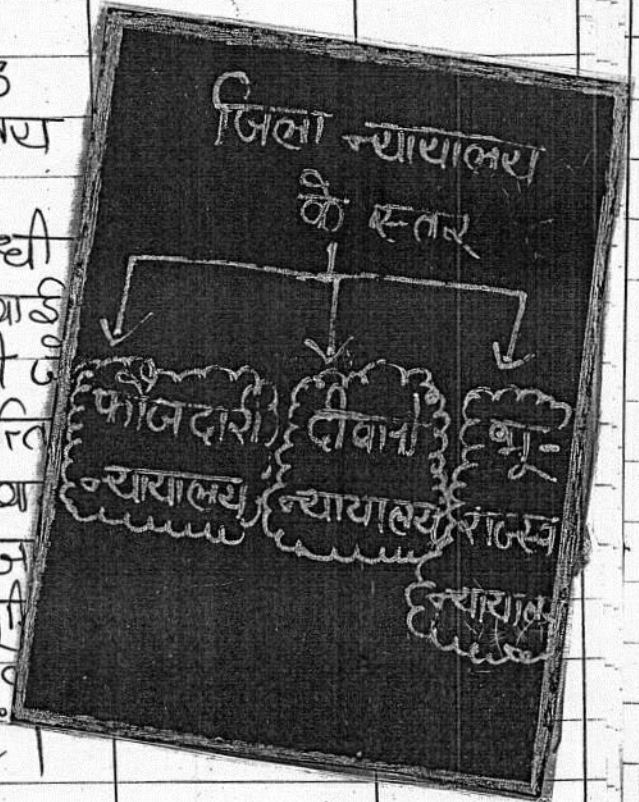 जिला न्यायालय
के स्तर
फौजदारी
न्यायालय
दीवानी
न्यायालय
भू-
राजस्व
न्यायालय